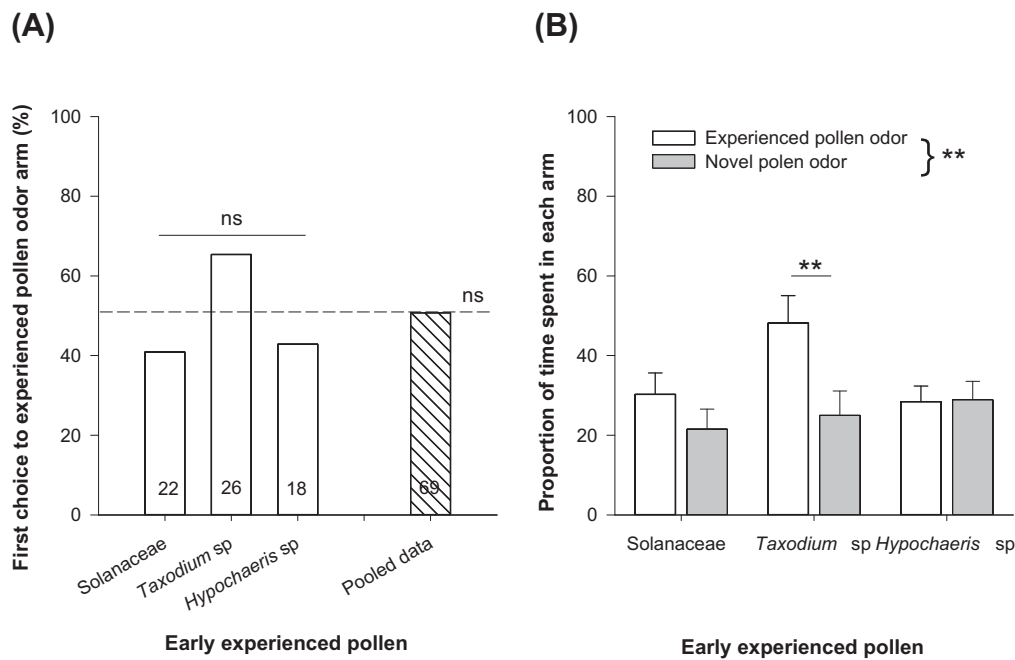 (A)
First choice to experienced pollen odor arm (%)
100
80
60
40
20
0
ns
ns
22
26
18
69
Solanaceae
Taxodium sp
Hypochaeris sp
Pooled data
Early experienced pollen
(B)
Proportion of time spent in each arm
100
80
60
40
20
0
Experienced pollen odor
Novel polen odor
} **
**
Solanaceae
Taxodium sp
Hypochaeris sp
Early experienced pollen